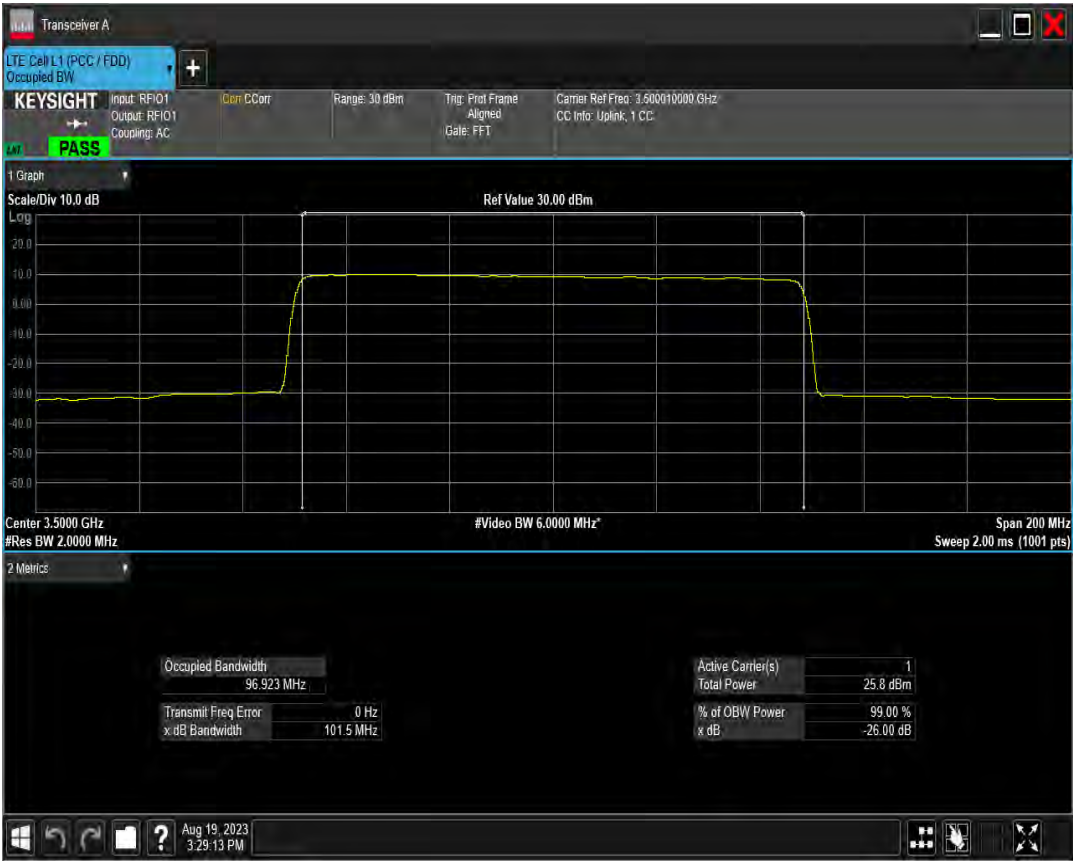 Transceiver A
LTE Cell L1 (PCC / FDD)
Occupied BW
+
KEYSIGHT
Input: RFIO1
Output: RFIO1
Coupling: AC
Corr CCorr
Range: 30 dBm
Trig: Prot Frame
Aligned
Gate: FFT
Carrier Ref Freq: 3.500010000 GHz
CC Info: Uplink, 1 CC
PASS
1 Graph
Scale/Div 10.0 dB
Ref Value 30.00 dBm
Log
20.0
10.0
0.00
-10.0
-20.0
-30.0
-40.0
-50.0
-60.0
Center 3.5000 GHz
#Video BW 6.0000 MHz*
Span 200 MHz
#Res BW 2.0000 MHz
Sweep 2.00 ms (1001 pts)
2 Metrics
Occupied Bandwidth
96.923 MHz
Transmit Freq Error 0 Hz
x dB Bandwidth 101.5 MHz
Active Carrier(s) 1
Total Power 25.8 dBm
% of OBW Power 99.00 %
x dB -26.00 dB
?
Aug 19, 2023
3:29:13 PM